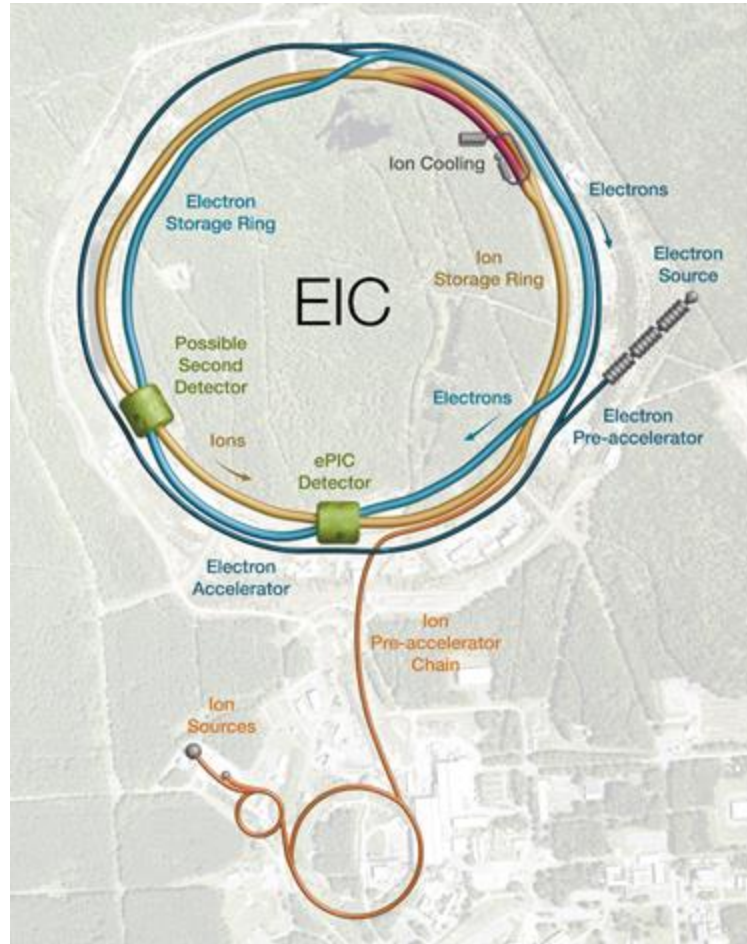 Ion Cooling
Electrons
Electron
Storage Ring
Electron
Source
Ion
Storage Ring
EIC
Possible
Second
Detector
Electrons
Electron
Pre-accelerator
Ions
ePIC
Detector
Electron
Accelerator
Ion
Pre-accelerator
Chain
Ion
Sources